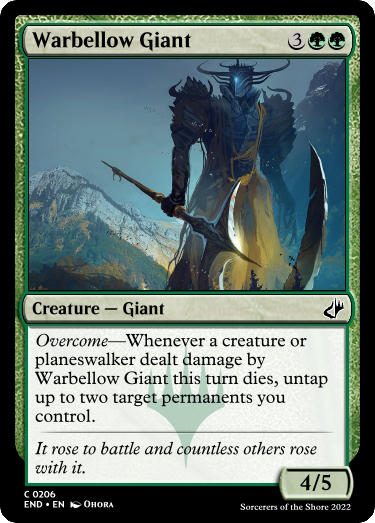 Warbellow Giant 3
Creature — Giant
Overcome—Whenever a creature or
planeswalker dealt damage by
Warbellow Giant this turn dies, untap
up to two target permanents you
control.
It rose to battle and countless others rose
with it.
4/5
C 0206
END • EN Ohora
Sorcerers of the Shore 2022